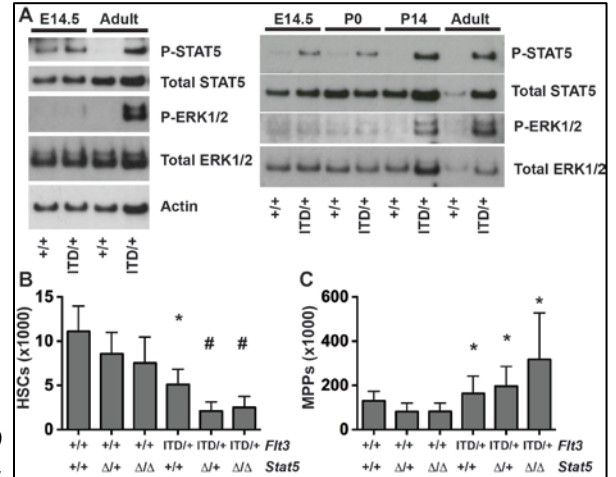 A
E14.5 Adult
P-STAT5
Total STAT5
P-ERK1/2
Total ERK1/2
Actin
+/+ ITD/+ +/+ ITD/+
E14.5 P0 P14 Adult
P-STAT5
Total STAT5
P-ERK1/2
Total ERK1/2
+/+ ITD/+ +/+ ITD/+ +/+ ITD/+ +/+ ITD/+
B
HSCs (x1000)
15
10
5
0
* # #
+/+ +/+ +/+ ITD/+ ITD/+ ITD/+ Flt3
+/+ Δ/+ Δ/Δ +/+ Δ/+ Δ/Δ Stat5
C
MPPs (x1000)
600
400
200
0
* * *
+/+ +/+ +/+ ITD/+ ITD/+ ITD/+ Flt3
+/+ Δ/+ Δ/Δ +/+ Δ/+ Δ/Δ Stat5